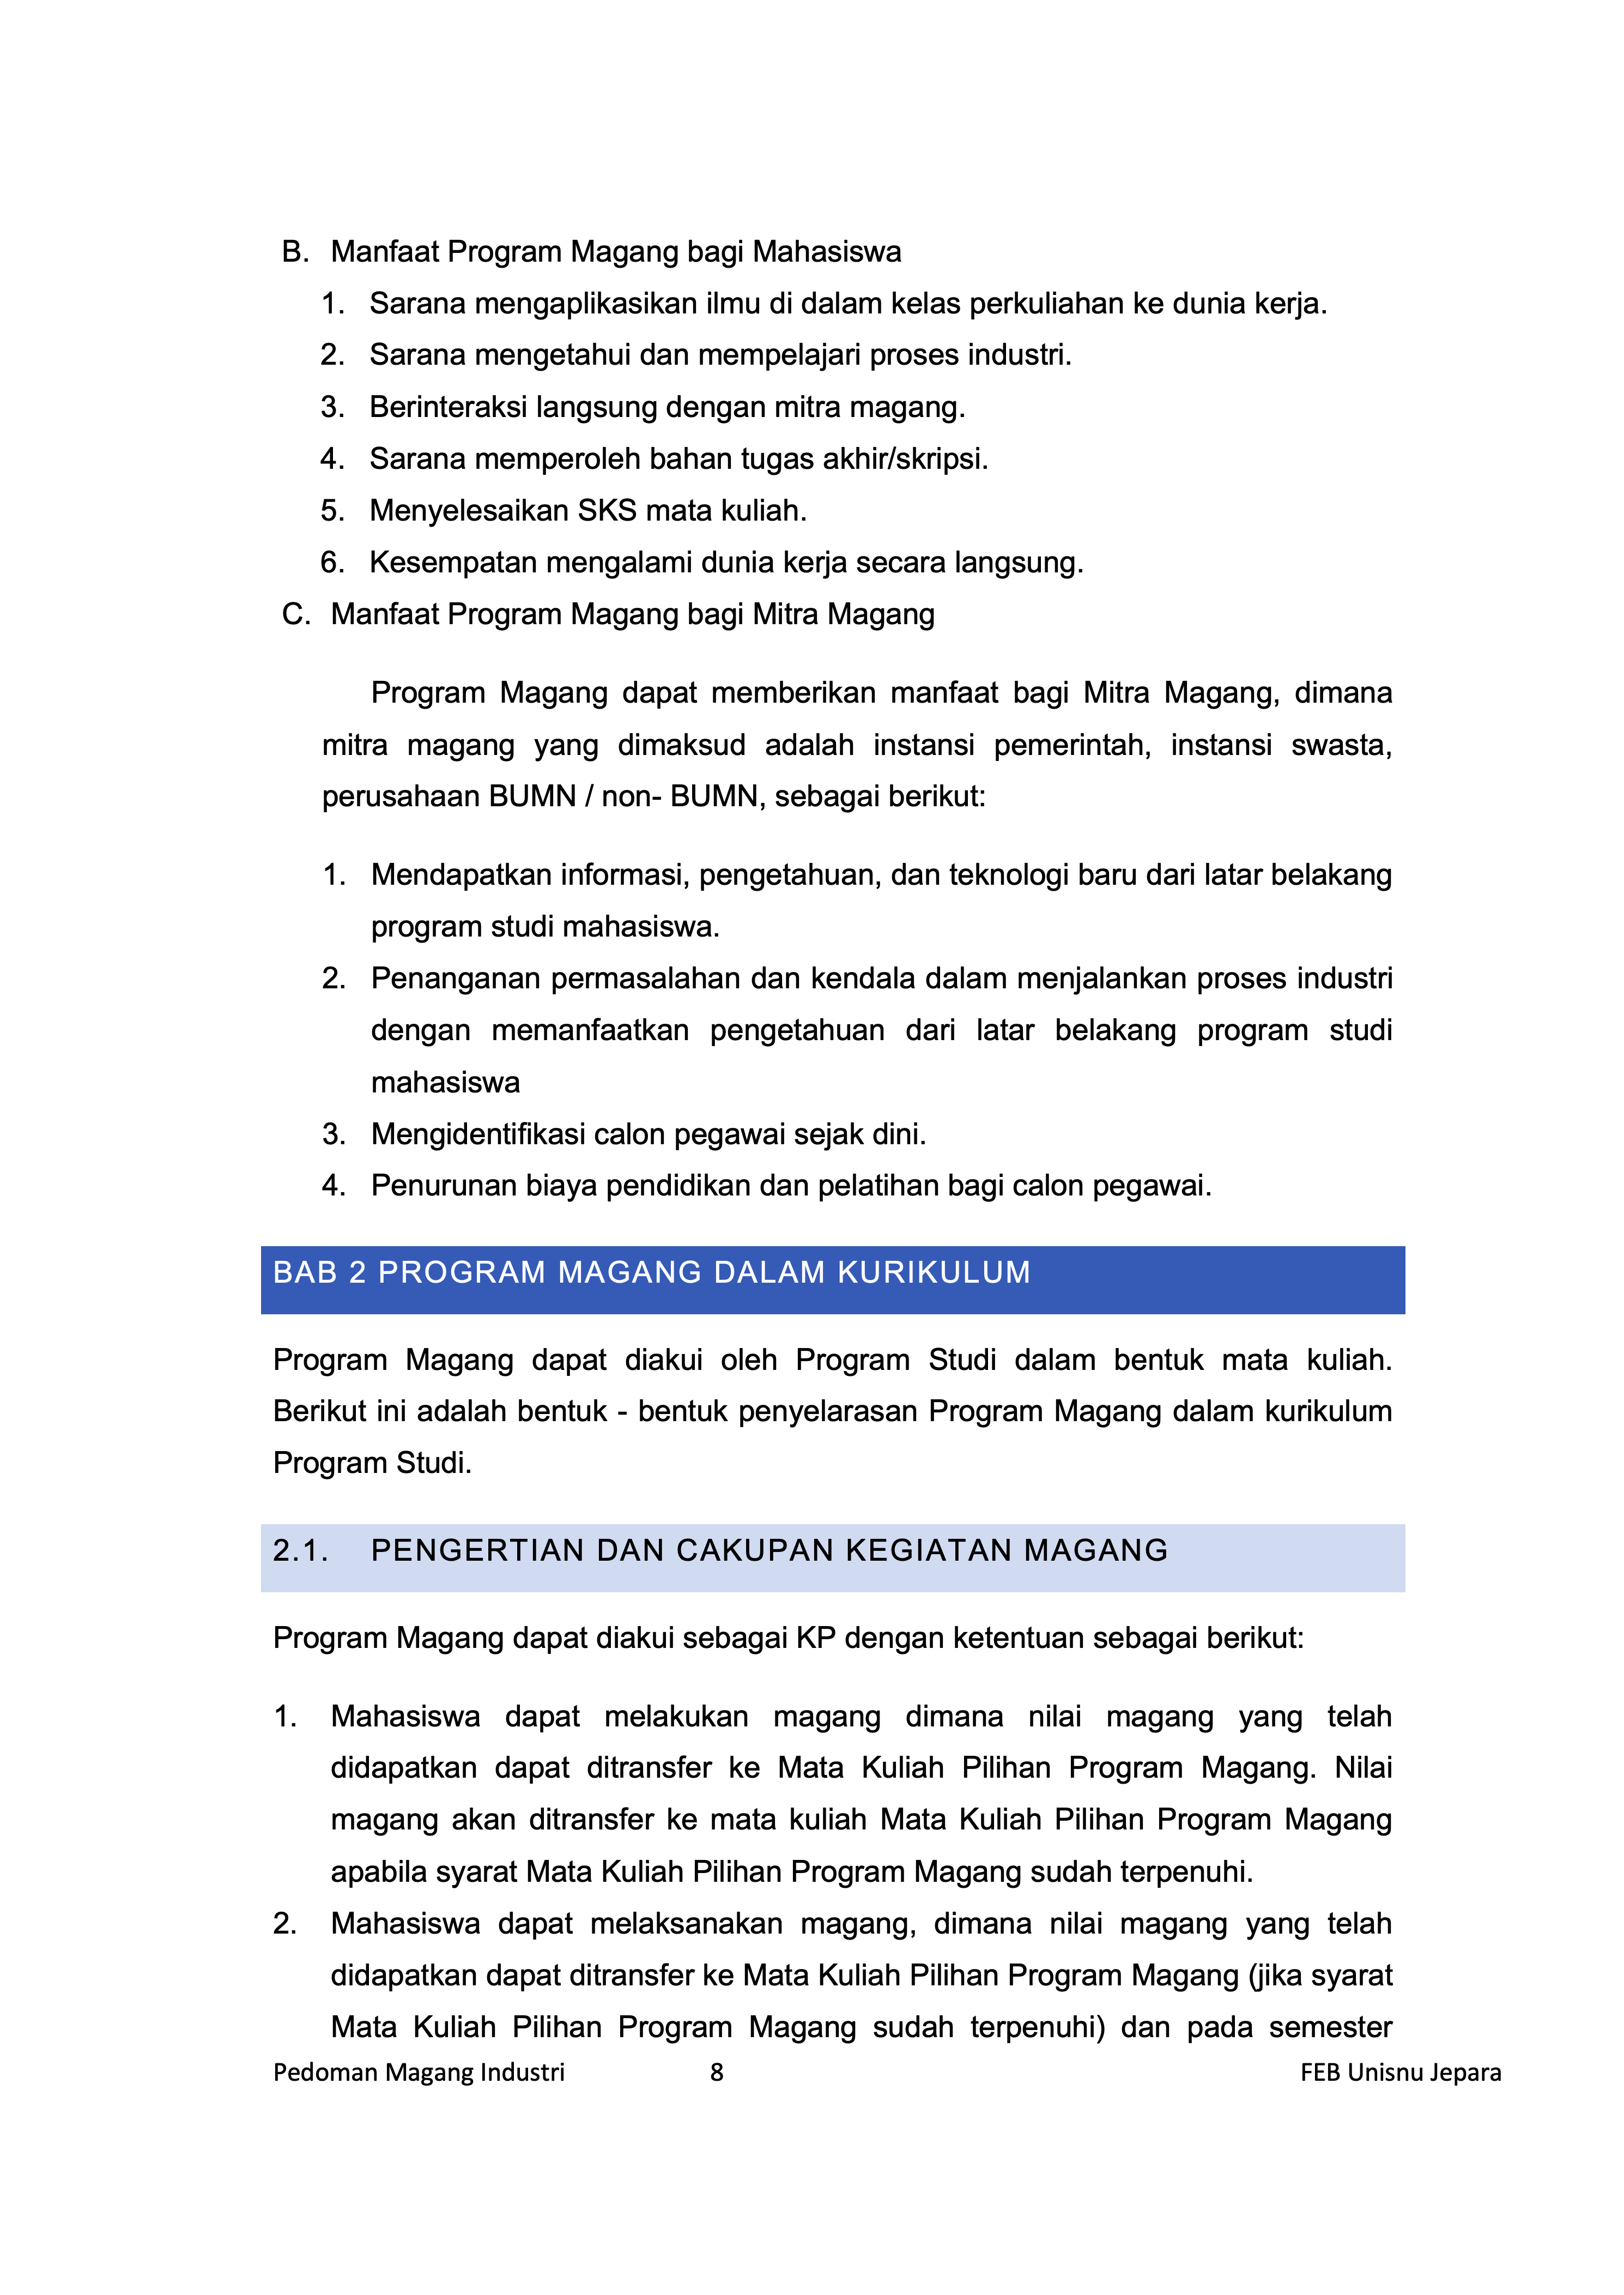 B. Manfaat Program Magang bagi Mahasiswa
1. Sarana mengaplikasikan ilmu di dalam kelas perkuliahan ke dunia kerja.
2. Sarana mengetahui dan mempelajari proses industri.
3. Berinteraksi langsung dengan mitra magang.
4. Sarana memperoleh bahan tugas akhir/skripsi.
5. Menyelesaikan SKS mata kuliah.
6. Kesempatan mengalami dunia kerja secara langsung.
C. Manfaat Program Magang bagi Mitra Magang
Program Magang dapat memberikan manfaat bagi Mitra Magang, dimana
mitra magang yang dimaksud adalah instansi pemerintah, instansi swasta,
perusahaan BUMN / non- BUMN, sebagai berikut:
1. Mendapatkan informasi, pengetahuan, dan teknologi baru dari latar belakang
program studi mahasiswa.
2. Penanganan permasalahan dan kendala dalam menjalankan proses industri
dengan memanfaatkan pengetahuan dari latar belakang program studi
mahasiswa
3. Mengidentifikasi calon pegawai sejak dini.
4. Penurunan biaya pendidikan dan pelatihan bagi calon pegawai.
BAB 2 PROGRAM MAGANG DALAM KURIKULUM
Program Magang dapat diakui oleh Program Studi dalam bentuk mata kuliah.
Berikut ini adalah bentuk - bentuk penyelarasan Program Magang dalam kurikulum
Program Studi.
2.1. PENGERTIAN DAN CAKUPAN KEGIATAN MAGANG
Program Magang dapat diakui sebagai KP dengan ketentuan sebagai berikut:
1. Mahasiswa dapat melakukan magang dimana nilai magang yang telah
didapatkan dapat ditransfer ke Mata Kuliah Pilihan Program Magang. Nilai
magang akan ditransfer ke mata kuliah Mata Kuliah Pilihan Program Magang
apabila syarat Mata Kuliah Pilihan Program Magang sudah terpenuhi.
2. Mahasiswa dapat melaksanakan magang, dimana nilai magang yang telah
didapatkan dapat ditransfer ke Mata Kuliah Pilihan Program Magang (jika syarat
Mata Kuliah Pilihan Program Magang sudah terpenuhi) dan pada semester
Pedoman Magang Industri 8 FEB Unisnu Jepara